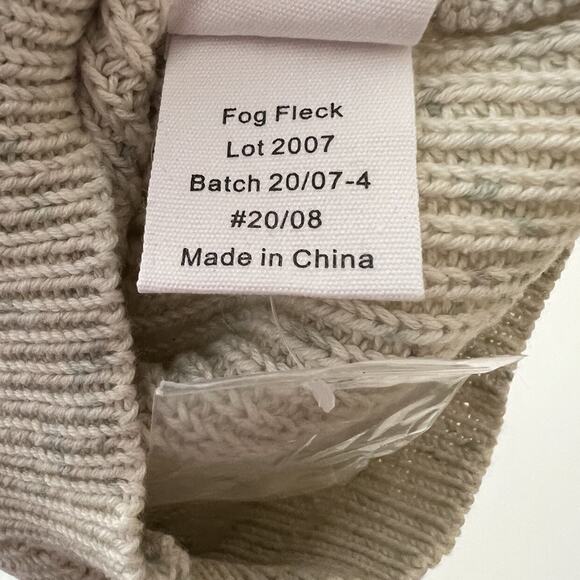 Fog Fleck
Lot 2007
Batch 20/07-4
#20/08
Made in China